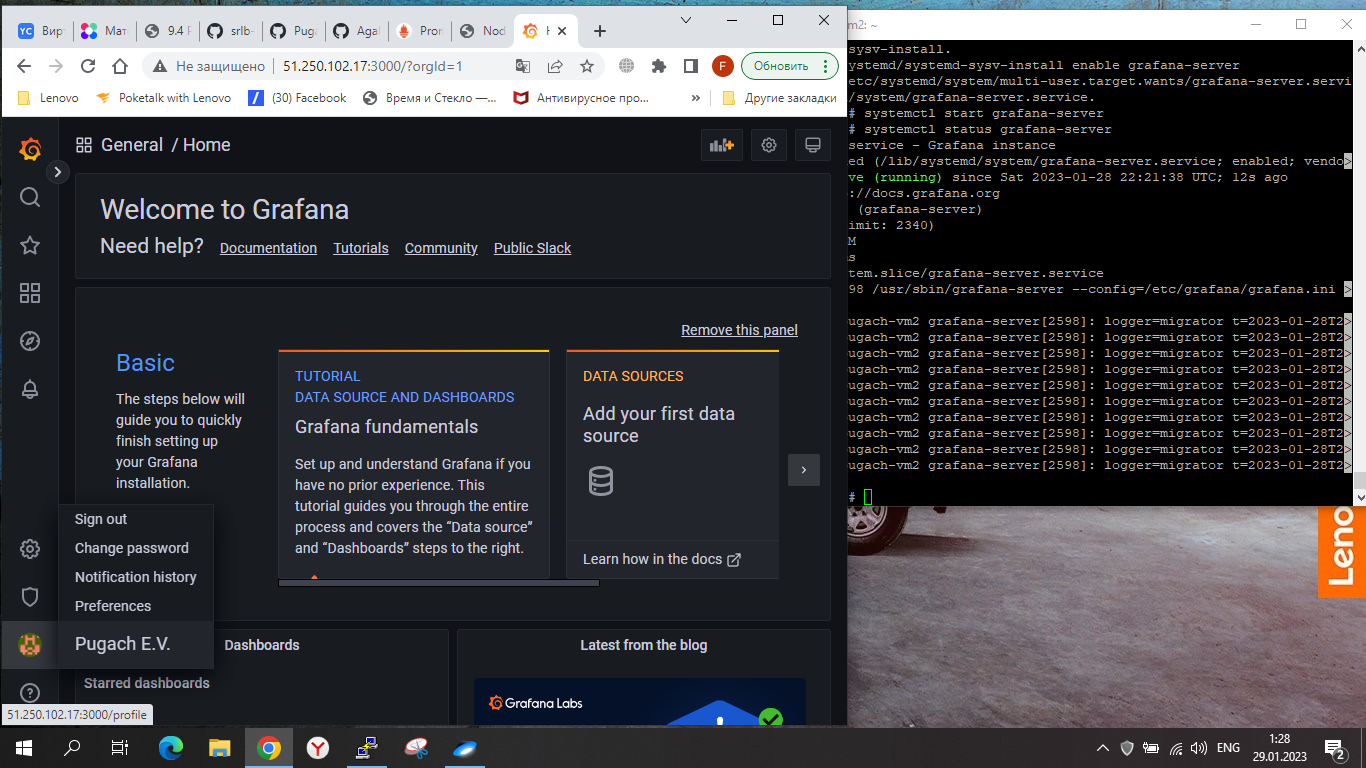 Вирт
Мат
9.4 F
srlb-
Puga
Agal
Pror
Nod
H
Не защищено
51.250.102.17:3000/?orgId=1
F
Обновить
Lenovo
Poketalk with Lenovo
(30) Facebook
Время и Стекло —...
Антивирусное про...
»
Другие закладки
General / Home
Welcome to Grafana
Need help? Documentation Tutorials Community Public Slack
Remove this panel
Basic
The steps below will
guide you to quickly
finish setting up
your Grafana
installation.
TUTORIAL
DATA SOURCE AND DASHBOARDS
Grafana fundamentals
Set up and understand Grafana if you
have no prior experience. This
tutorial guides you through the entire
process and covers the “Data source”
and “Dashboards” steps to the right.
DATA SOURCES
Add your first data
source
Learn how in the docs
Sign out
Change password
Notification history
Preferences
Pugach E.V.
Dashboards
Starred dashboards
Latest from the blog
Grafana Labs
51.250.102.17:3000/profile
m2: ~
sysv-install.
ystemd/systemd-sysv-install enable grafana-server
etc/systemd/system/multi-user.target.wants/grafana-server.servi
/system/grafana-server.service.
# systemctl start grafana-server
# systemctl status grafana-server
service - Grafana instance
ed (/lib/systemd/system/grafana-server.service; enabled; vendo>
ve (running) since Sat 2023-01-28 22:21:38 UTC; 12s ago
://docs.grafana.org
(grafana-server)
imit: 2340)
M
s
tem.slice/grafana-server.service
98 /usr/sbin/grafana-server --config=/etc/grafana/grafana.ini >
ugach-vm2 grafana-server[2598]: logger=migrator t=2023-01-28T2>
ugach-vm2 grafana-server[2598]: logger=migrator t=2023-01-28T2>
ugach-vm2 grafana-server[2598]: logger=migrator t=2023-01-28T2>
ugach-vm2 grafana-server[2598]: logger=migrator t=2023-01-28T2>
ugach-vm2 grafana-server[2598]: logger=migrator t=2023-01-28T2>
ugach-vm2 grafana-server[2598]: logger=migrator t=2023-01-28T2>
ugach-vm2 grafana-server[2598]: logger=migrator t=2023-01-28T2>
ugach-vm2 grafana-server[2598]: logger=migrator t=2023-01-28T2>
ugach-vm2 grafana-server[2598]: logger=migrator t=2023-01-28T2>
ugach-vm2 grafana-server[2598]: logger=migrator t=2023-01-28T2>
#
Leno
ENG
1:28
29.01.2023
2